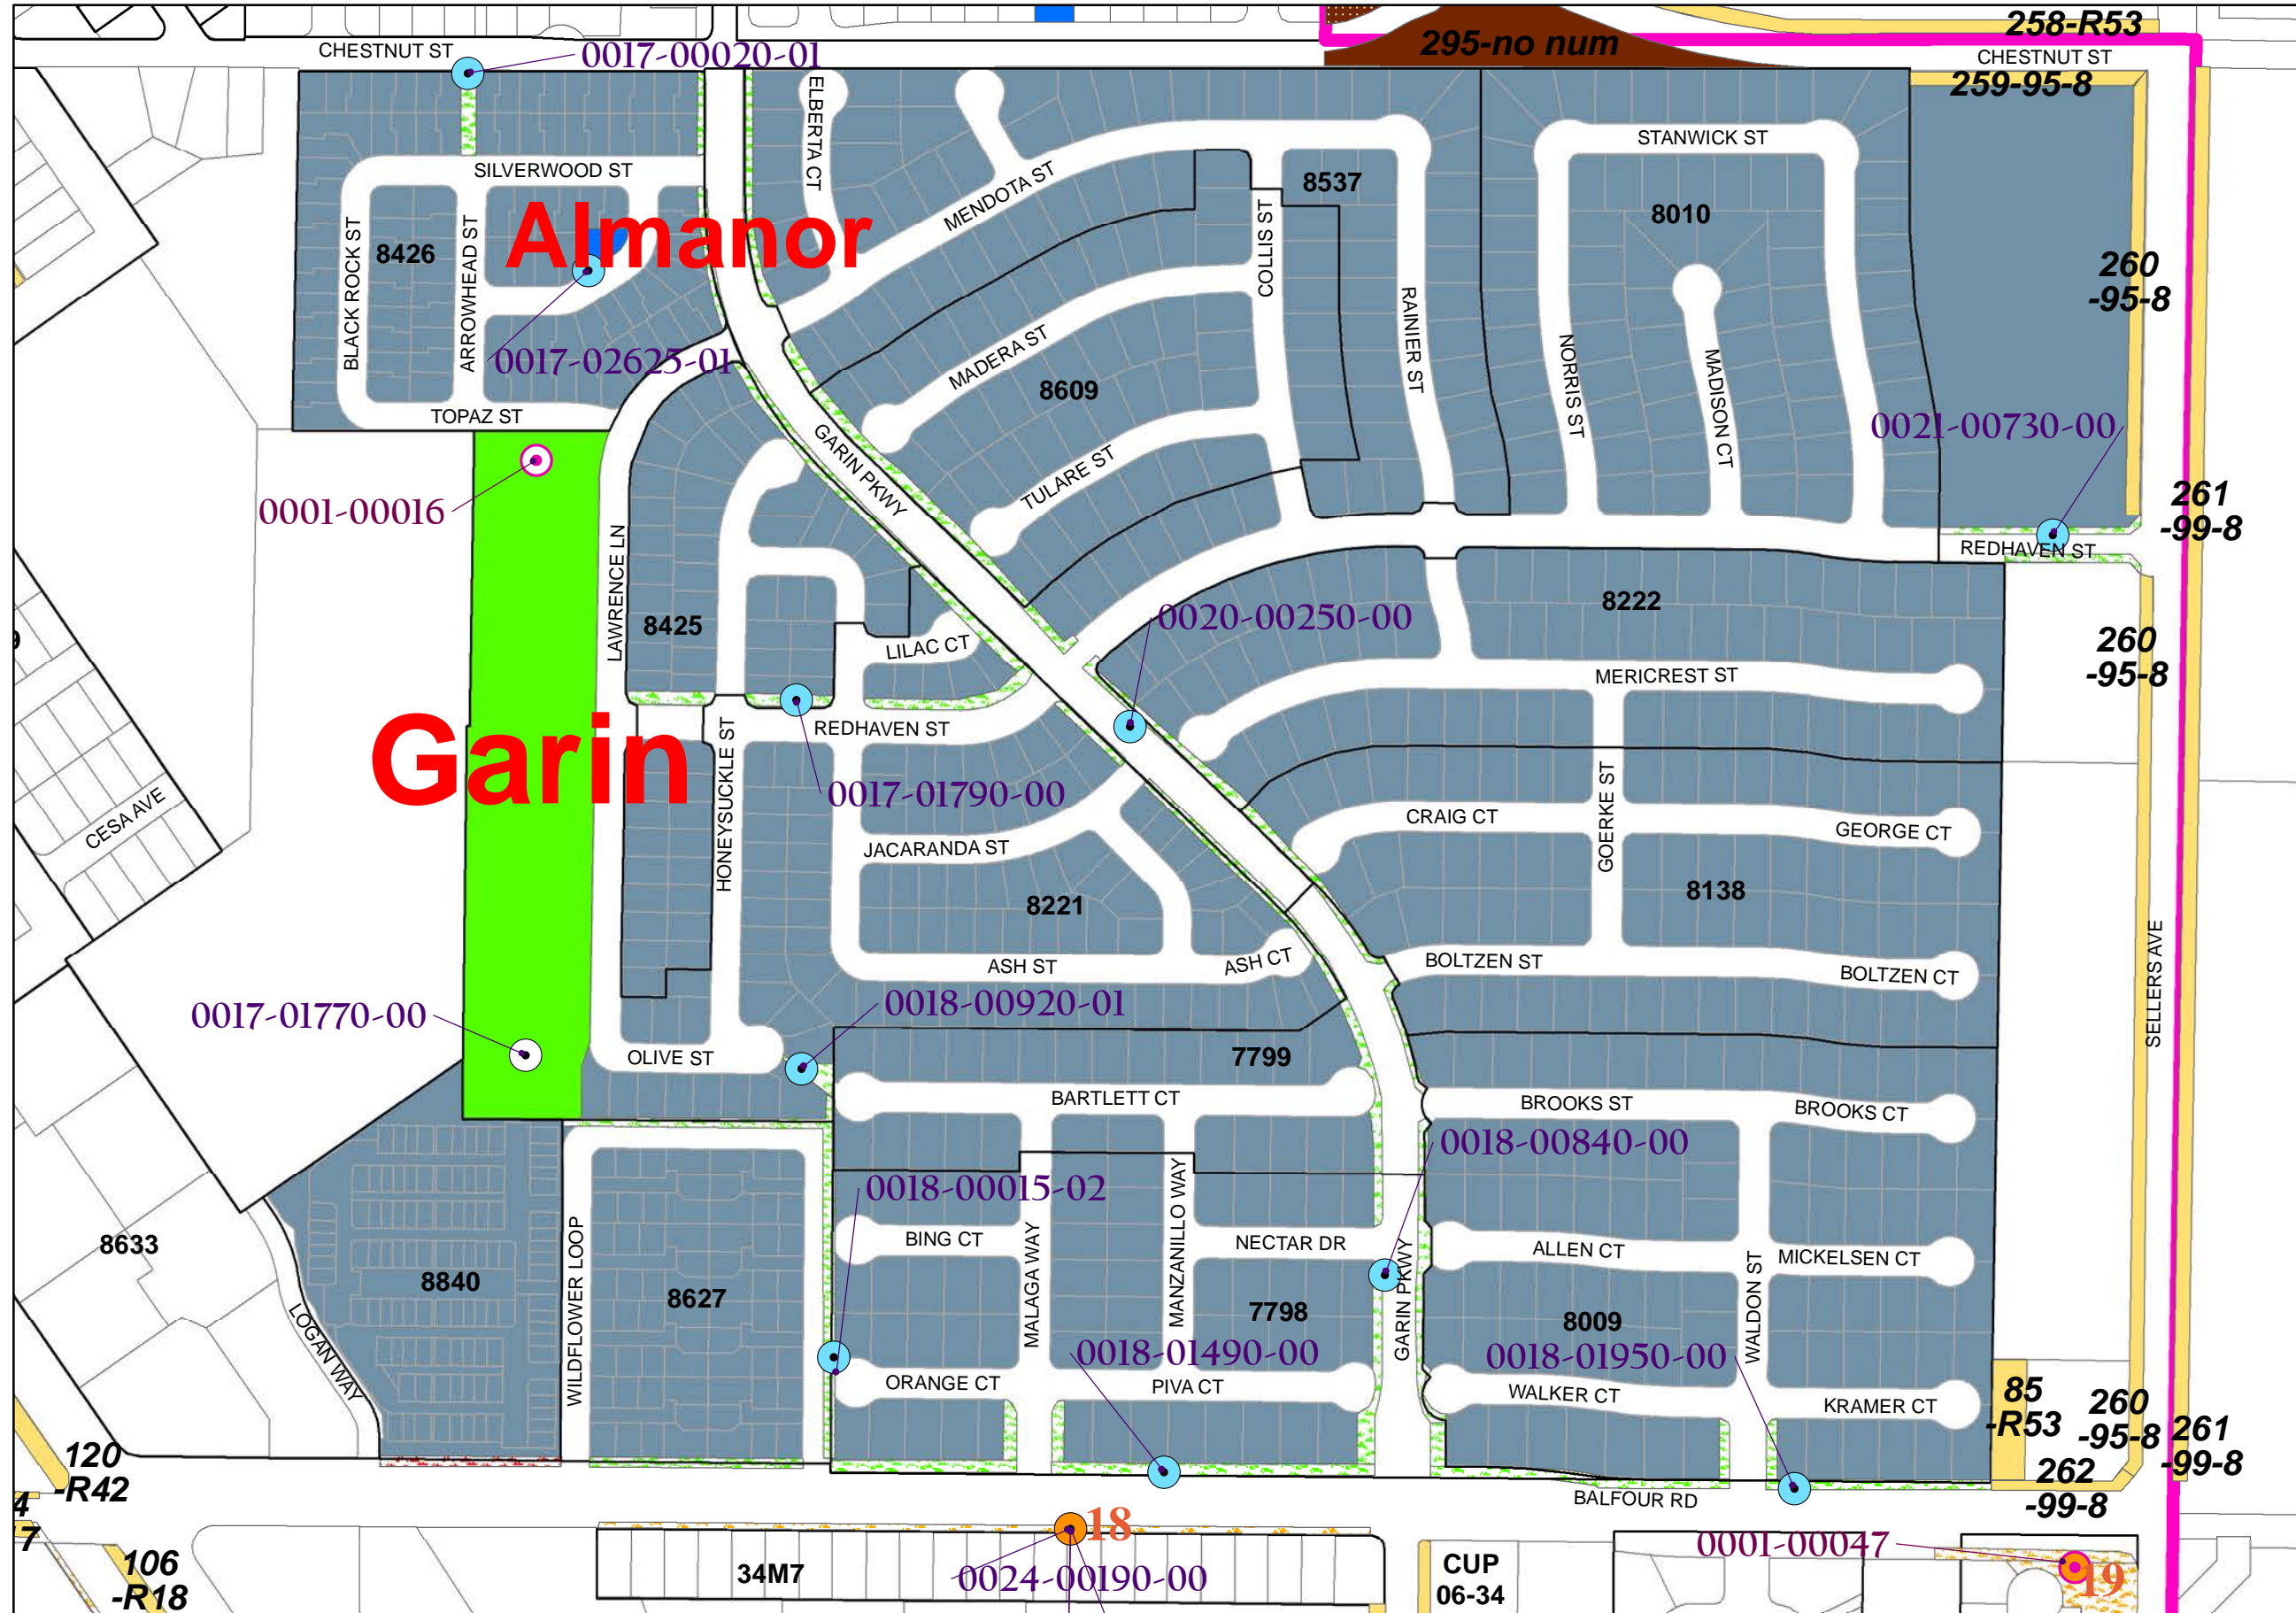 258-R53
295-no num
CHESTNUT ST
0017-00020-01
CHESTNUT ST
259-95-8
ELBERTA CT
STANWICK ST
SILVERWOOD ST
MENDOTA ST
8537
8010
Almanor
COLLIS ST
BLACK ROCK ST
8426
ARROWHEAD ST
260
-95-8
RAINIER ST
NORRIS ST
MADISON CT
MADERA ST
0017-02625-01
8609
TOPAZ ST
0021-00730-00
GARIN PKWY
TULARE ST
0001-00016
261
-99-8
REDHAVEN ST
LAWRENCE LN
8425
8222
0020-00250-00
LILAC CT
260
-95-8
MERICREST ST
Garin
REDHAVEN ST
HONEYSUCKLE ST
0017-01790-00
CESA AVE
CRAIG CT
GOERKE ST
GEORGE CT
JACARANDA ST
8221
8138
ASH ST
ASH CT
BOLTZEN ST
BOLTZEN CT
SELLERS AVE
0018-00920-01
0017-01770-00
OLIVE ST
7799
BARTLETT CT
BROOKS ST
BROOKS CT
0018-00840-00
0018-00015-02
MALAGA WAY
MANZANILLO WAY
8633
BING CT
NECTAR DR
GARIN PKWY
ALLEN CT
MICKELSEN CT
8840
WILDFLOWER LOOP
8627
LOGAN WAY
7798
8009
WALDON ST
0018-01490-00
0018-01950-00
ORANGE CT
PIVA CT
WALKER CT
KRAMER CT
85
-R53
260
-95-8
261
-99-8
120
-R42
262
-99-8
BALFOUR RD
4
7
18
0001-00047
106
-R18
34M7
0024-00190-00
CUP
06-34
19